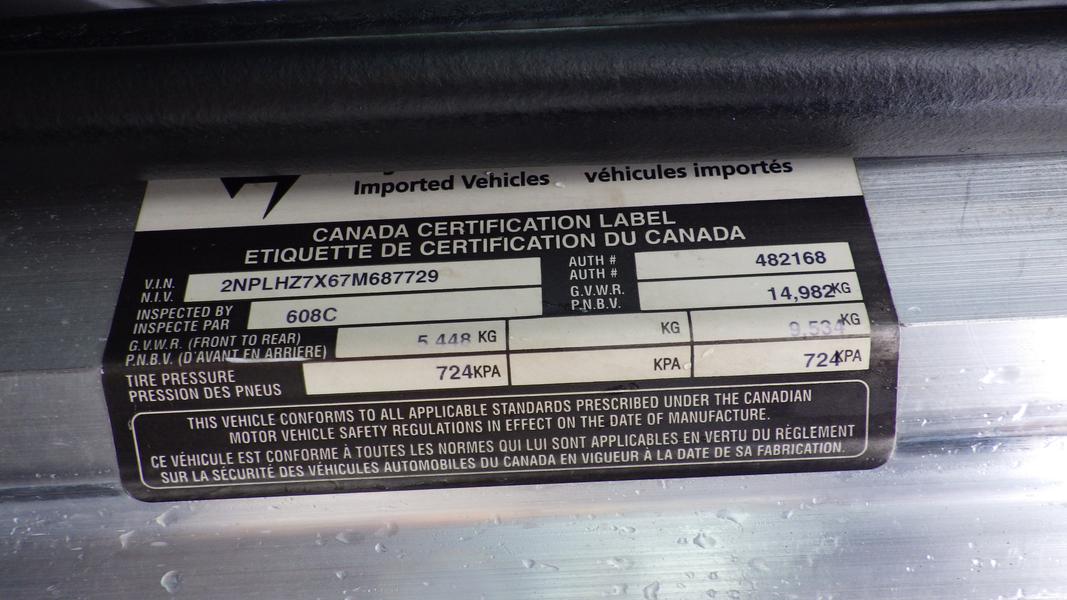 Imported Vehicles véhicules importés
CANADA CERTIFICATION LABEL
ETIQUETTE DE CERTIFICATION DU CANADA
V.I.N.
N.I.V.
2NPLHZ7X67M687729
AUTH #
AUTH #
482168
INSPECTED BY
INSPECTE PAR
608C
G.V.W.R.
P.N.B.V.
14,982KG
G.V.W.R. (FRONT TO REAR)
P.N.B.V. (D'AVANT EN ARRIERE)
5,448 KG
KG
9,534KG
TIRE PRESSURE
PRESSION DES PNEUS
724KPA
KPA
724KPA
THIS VEHICLE CONFORMS TO ALL APPLICABLE STANDARDS PRESCRIBED UNDER THE CANADIAN
MOTOR VEHICLE SAFETY REGULATIONS IN EFFECT ON THE DATE OF MANUFACTURE.
CE VÉHICULE EST CONFORME À TOUTES LES NORMES QUI LUI SONT APPLICABLES EN VERTU DU RÈGLEMENT
SUR LA SÉCURITÉ DES VÉHICULES AUTOMOBILES DU CANADA EN VIGUEUR À LA DATE DE SA FABRICATION.